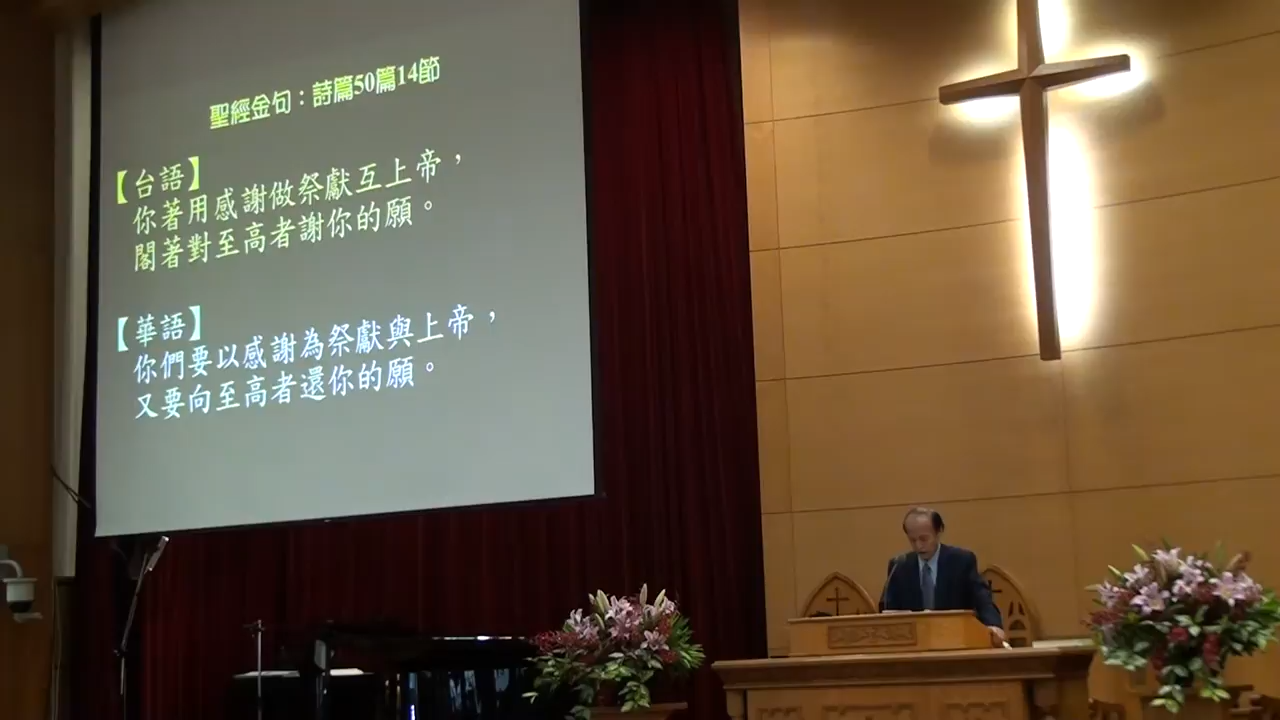 聖經金句：詩篇50篇14節
【台語】
你著用感謝做祭獻互上帝，
閣著對至高者謝你的願。
【華語】
你們要以感謝為祭獻與上帝，
又要向至高者還你的願。